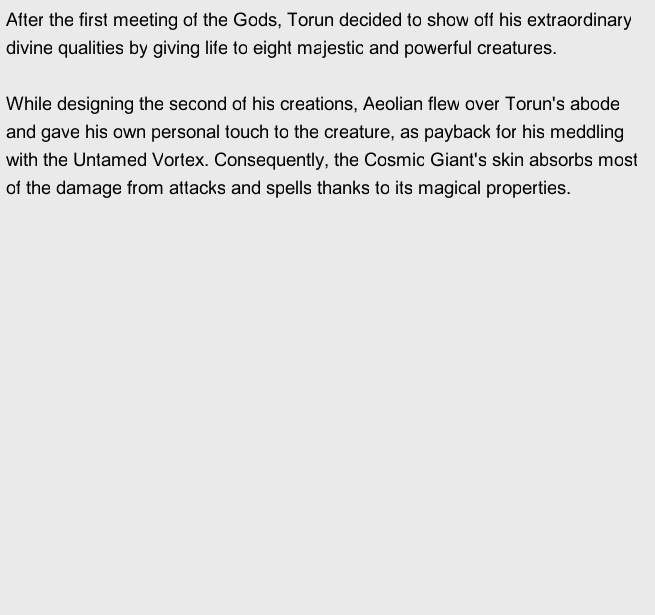 After the first meeting of the Gods, Torun decided to show off his extraordinary
divine qualities by giving life to eight majestic and powerful creatures.
While designing the second of his creations, Aeolian flew over Torun's abode
and gave his own personal touch to the creature, as payback for his meddling
with the Untamed Vortex. Consequently, the Cosmic Giant's skin absorbs most
of the damage from attacks and spells thanks to its magical properties.